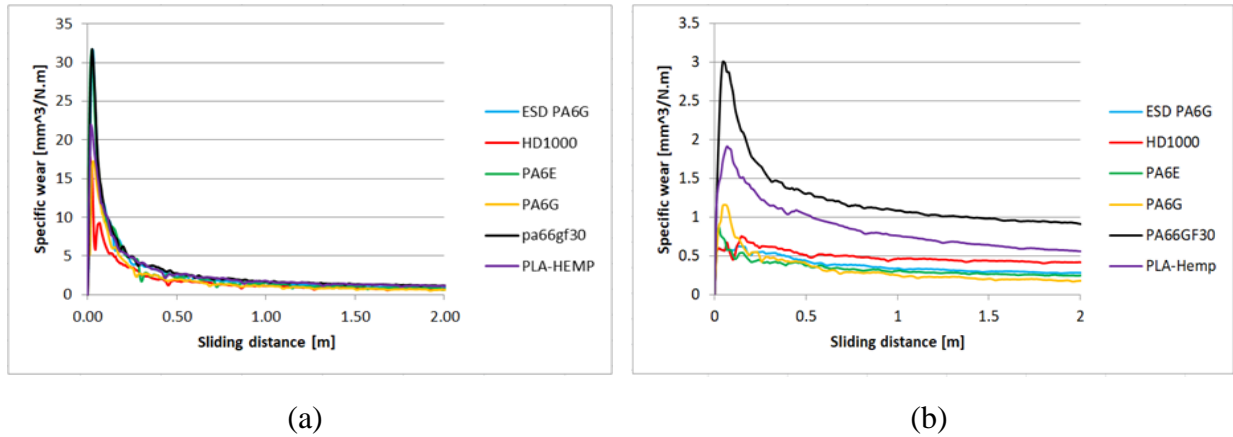 35
30
25
20
15
10
5
0
Specific wear [mm^3/N.m]
0.00 0.50 1.00 1.50 2.00
Sliding distance [m]
ESD PA6G
HD1000
PA6E
PA6G
pa66gf30
PLA-HEMP
(a)
3.5
3
2.5
2
1.5
1
0.5
0
Specific wear [mm^3/N.m]
0 0.5 1 1.5 2
Sliding distance [m]
ESD PA6G
HD1000
PA6E
PA6G
PA66GF30
PLA-Hemp
(b)